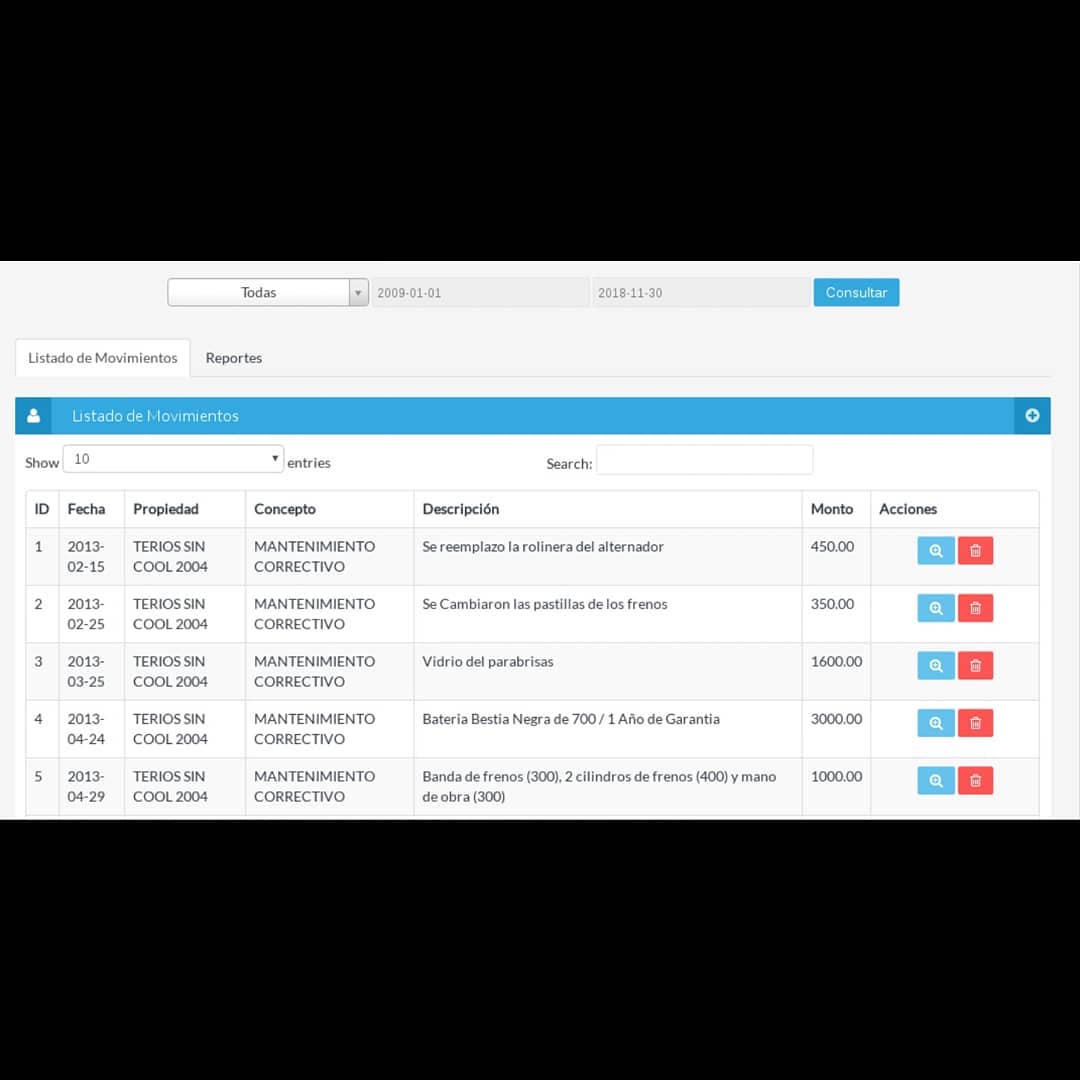 Todas 2009-01-01 2018-11-30 Consultar
Listado de Movimientos Reportes
Listado de Movimientos
Show 10 entries Search:
ID Fecha Propiedad Concepto Descripción Monto Acciones
1 2013- TERIOS SIN MANTENIMIENTO Se reemplazo la rolinera del alternador 450.00
02-15 COOL 2004 CORRECTIVO
2 2013- TERIOS SIN MANTENIMIENTO Se Cambiaron las pastillas de los frenos 350.00
02-25 COOL 2004 CORRECTIVO
3 2013- TERIOS SIN MANTENIMIENTO Vidrio del parabrisas 1600.00
03-25 COOL 2004 CORRECTIVO
4 2013- TERIOS SIN MANTENIMIENTO Bateria Bestia Negra de 700 / 1 Año de Garantia 3000.00
04-24 COOL 2004 CORRECTIVO
5 2013- TERIOS SIN MANTENIMIENTO Banda de frenos (300), 2 cilindros de frenos (400) y mano 1000.00
04-29 COOL 2004 CORRECTIVO de obra (300)